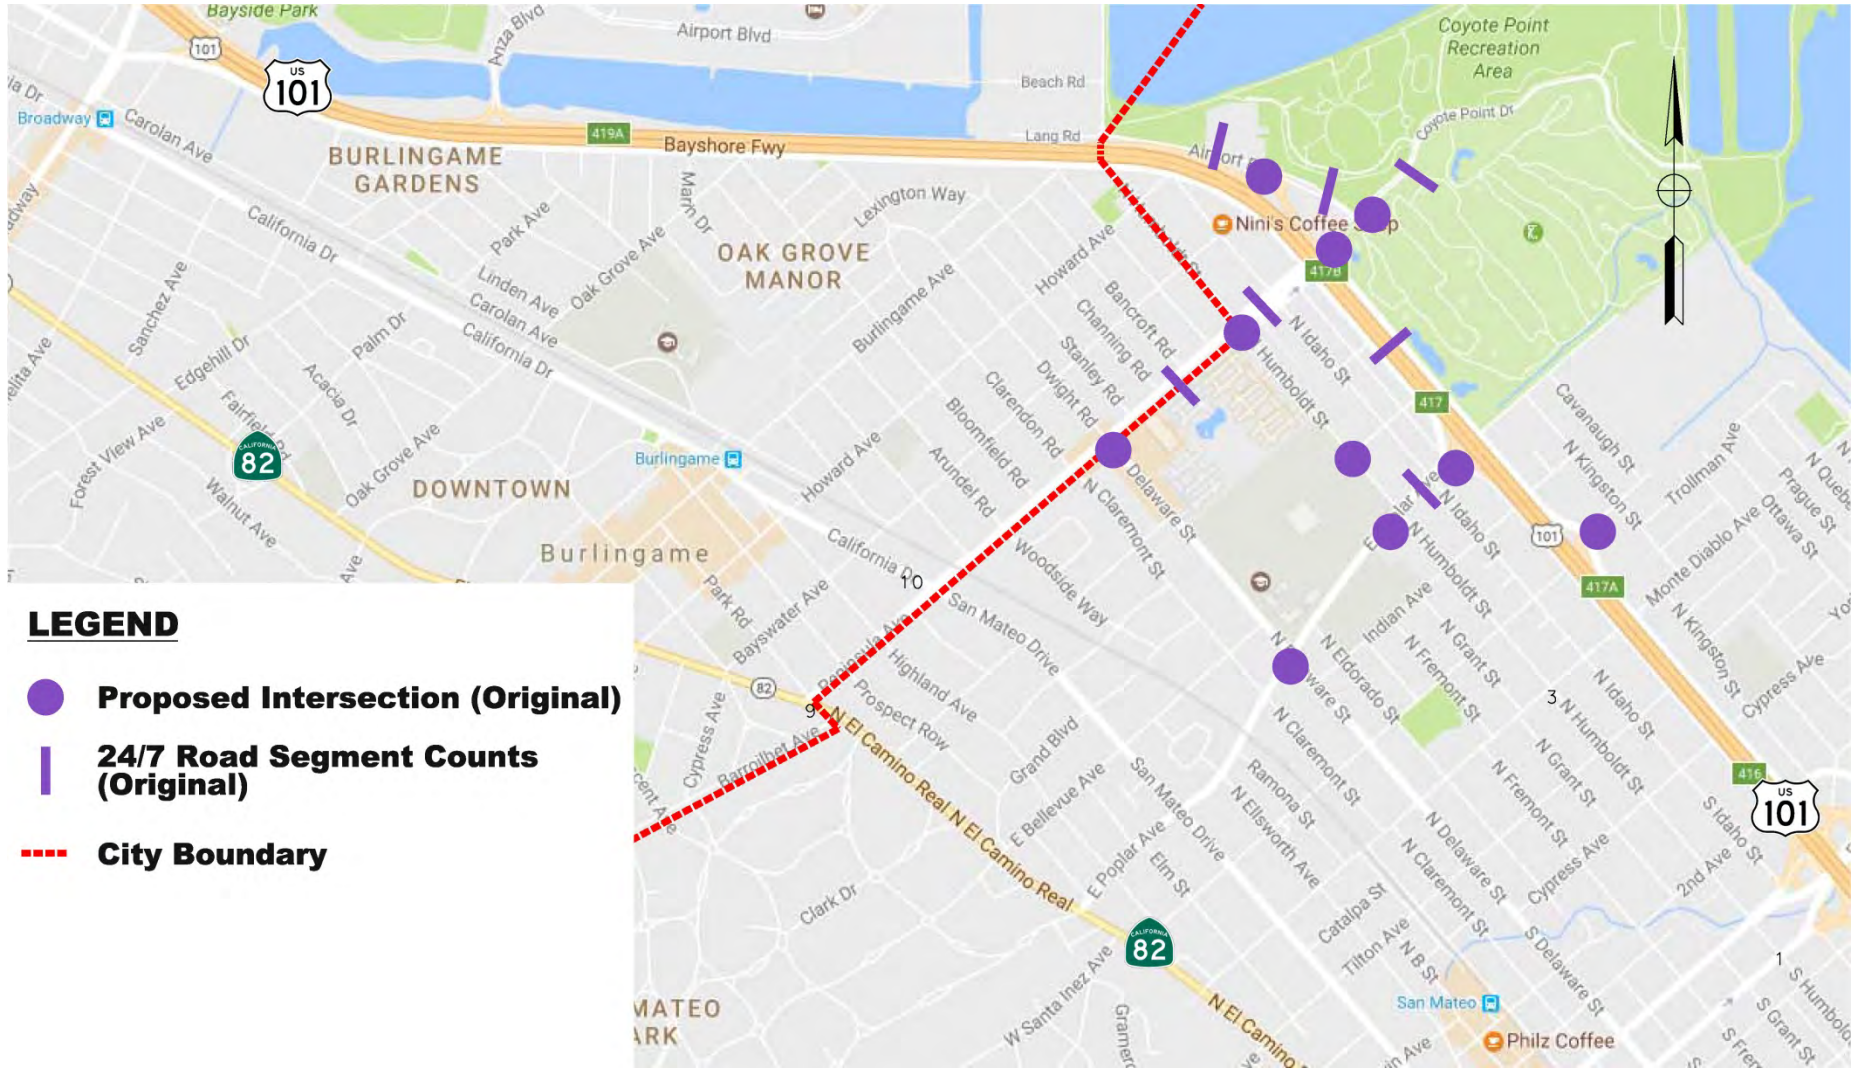 Bayside Park
Anza Blvd
Airport Blvd
Coyote Point
Recreation
Area
101
US
101
Beach Rd
Broadway
Carolan Ave
419A
Bayshore Fwy
Lang Rd
Coyote Point Dr
BURLINGAME
GARDENS
California Dr
Park Ave
Lexington Way
Nini's Coffee
OAK GROVE
MANOR
Howard Ave
417B
Linden Ave
Carolan Ave
California Dr
Oak Grove Ave
Burlingame Ave
Sanchez Ave
Palm Dr
Edgehill Dr
Acacia Dr
Bancroft Rd
Channing Rd
Stanley Rd
Dwight Rd
Clarendon Rd
Bloomfield Rd
Arundel Rd
N Idaho St
Humboldt St
417
Cavanaugh St
N Kingston St
Trollman Ave
Prague St
Ottawa St
Forest View Ave
CALIFORNIA
82
Oak Grove Ave
Walnut Ave
DOWNTOWN
Burlingame
Howard Ave
Delaware St
N Claremont St
N Idaho St
N Humboldt St
101
417A
Monte Diablo Ave
N Kingston St
Burlingame
California Dr
10
Woodside Way
Park Rd
Bayswater Ave
San Mateo Drive
Peninsula Ave
Indian Ave
N Grant St
N Fremont St
N Eldorado St
LEGEND
Proposed Intersection (Original)
24/7 Road Segment Counts
(Original)
City Boundary
82
9
Highland Ave
Prospect Row
Cypress Ave
Barroilhet Ave
N El Camino Real
N El Camino Real
Grand Blvd
E Bellevue Ave
San Mateo Drive
N Claremont St
Ramona St
N Ellsworth Ave
3
N Idaho St
N Humboldt St
Cypress Ave
N Grant St
N Fremont St
416
US
101
S Idaho St
2nd Ave
Cypress Ave
N Delaware St
N Claremont St
E Poplar Ave
Elm St
Clark Dr
Catalpa St
Tilton Ave
N B St
CALIFORNIA
82
W Santa Inez Ave
N El Camino
S Delaware St
1
S Grant St
San Mateo
Philz Coffee